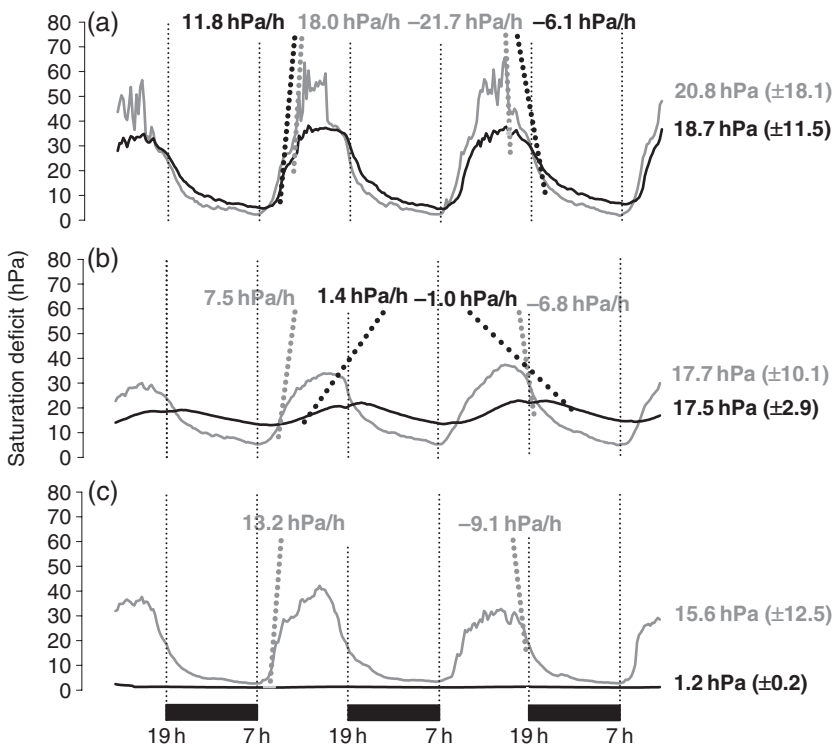 (a)
11.8 hPa/h 18.0 hPa/h –21.7 hPa/h –6.1 hPa/h
80
70
60
50
40
30
20
10
0
20.8 hPa (±18.1)
18.7 hPa (±11.5)
Saturation deficit (hPa)
(b)
7.5 hPa/h 1.4 hPa/h –1.0 hPa/h –6.8 hPa/h
80
70
60
50
40
30
20
10
0
17.7 hPa (±10.1)
17.5 hPa (±2.9)
(c)
13.2 hPa/h –9.1 hPa/h
80
70
60
50
40
30
20
10
0
15.6 hPa (±12.5)
1.2 hPa (±0.2)
19 h 7 h 19 h 7 h 19 h 7 h